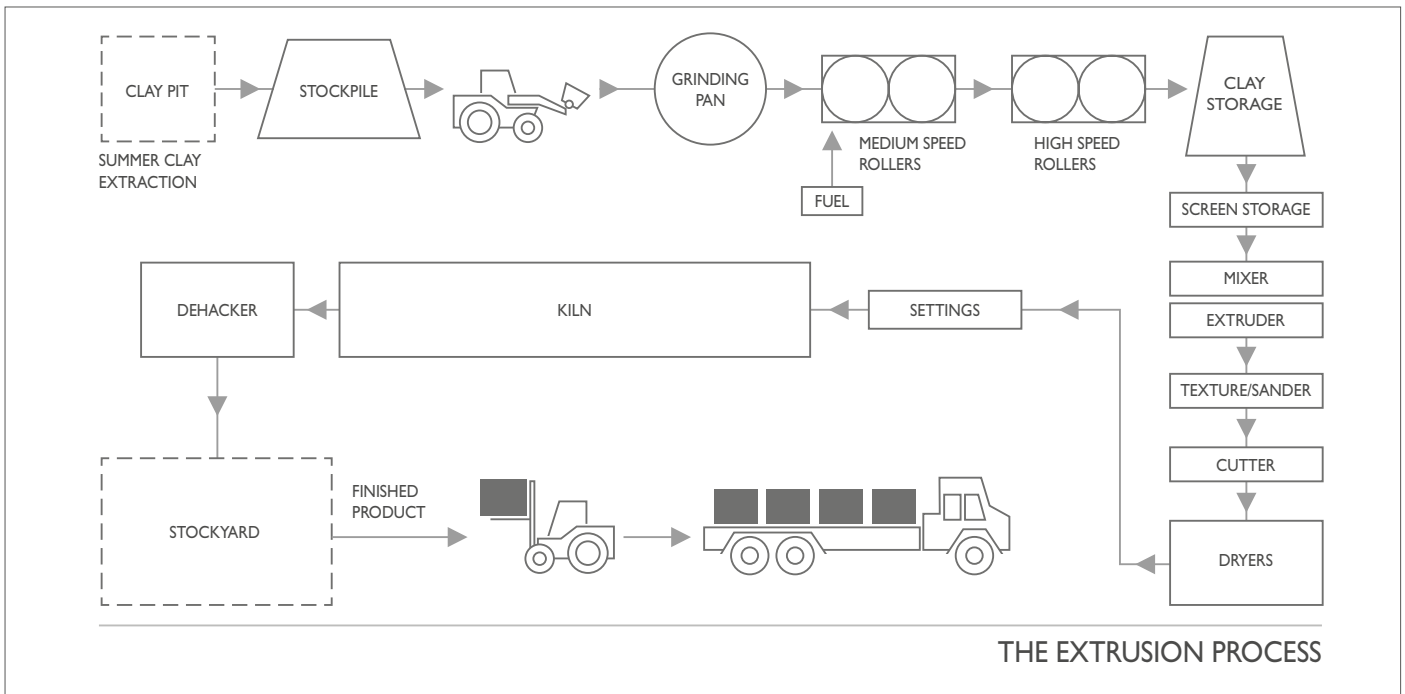 CLAY PIT
SUMMER CLAY
EXTRACTION
STOCKPILE
GRINDING
PAN
MEDIUM SPEED
ROLLERS
FUEL
HIGH SPEED
ROLLERS
CLAY
STORAGE
SCREEN STORAGE
MIXER
EXTRUDER
TEXTURE/SANDER
CUTTER
DRYERS
SETTINGS
KILN
DEHACKER
STOCKYARD
FINISHED
PRODUCT
THE EXTRUSION PROCESS